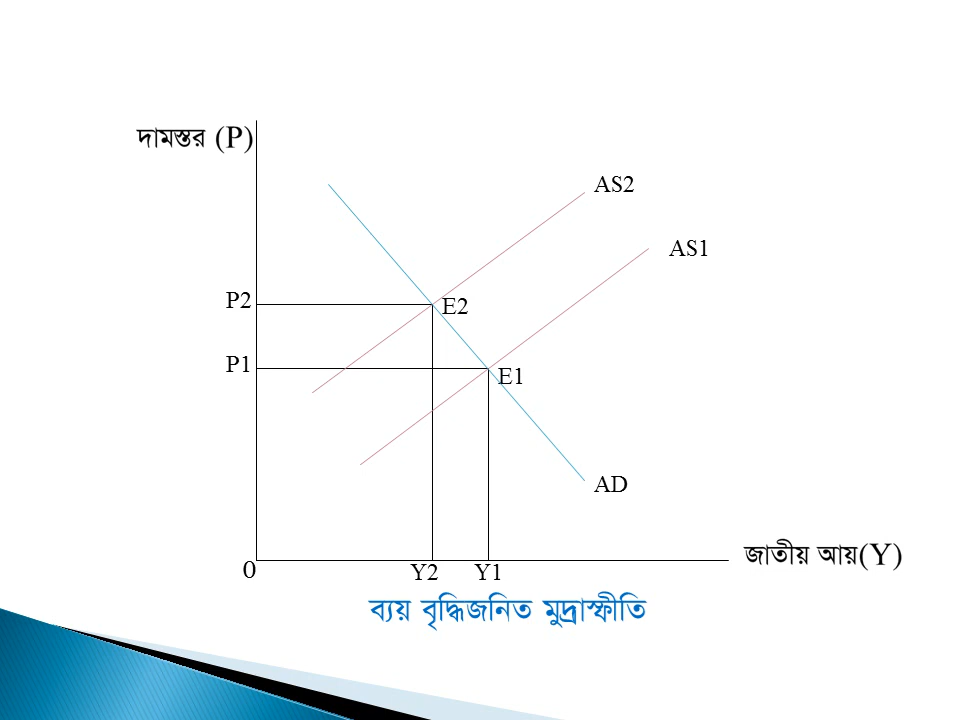 দামস্তর (P)
AS2
AS1
P2
E2
P1
E1
AD
জাতীয় আয়(Y)
0
Y2
Y1
ব্যয় বৃদ্ধিজনিত মুদ্রাস্ফীতি